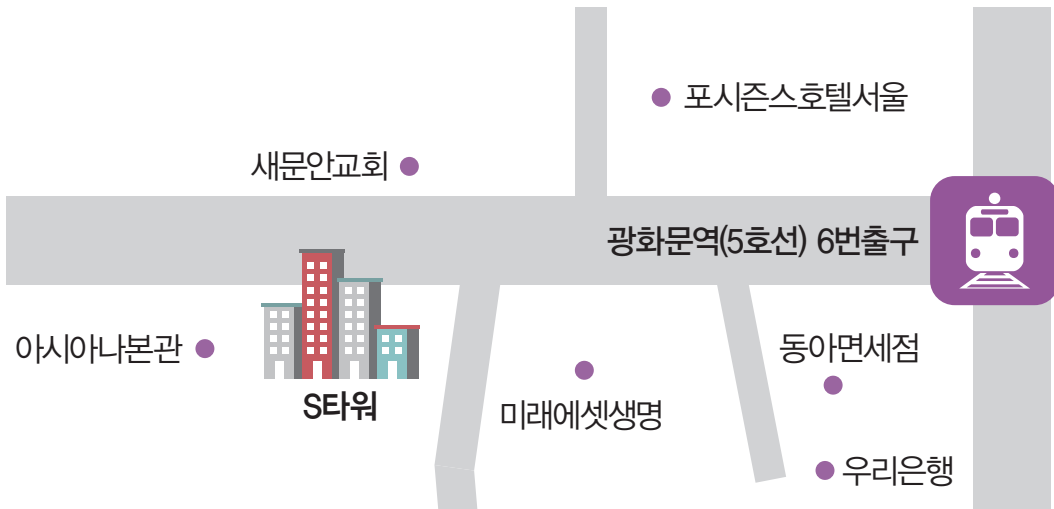 포시즌스호텔서울
새문안교회
광화문역(5호선) 6번출구
아시아나본관
동아면세점
S타워
미래에셋생명
우리은행